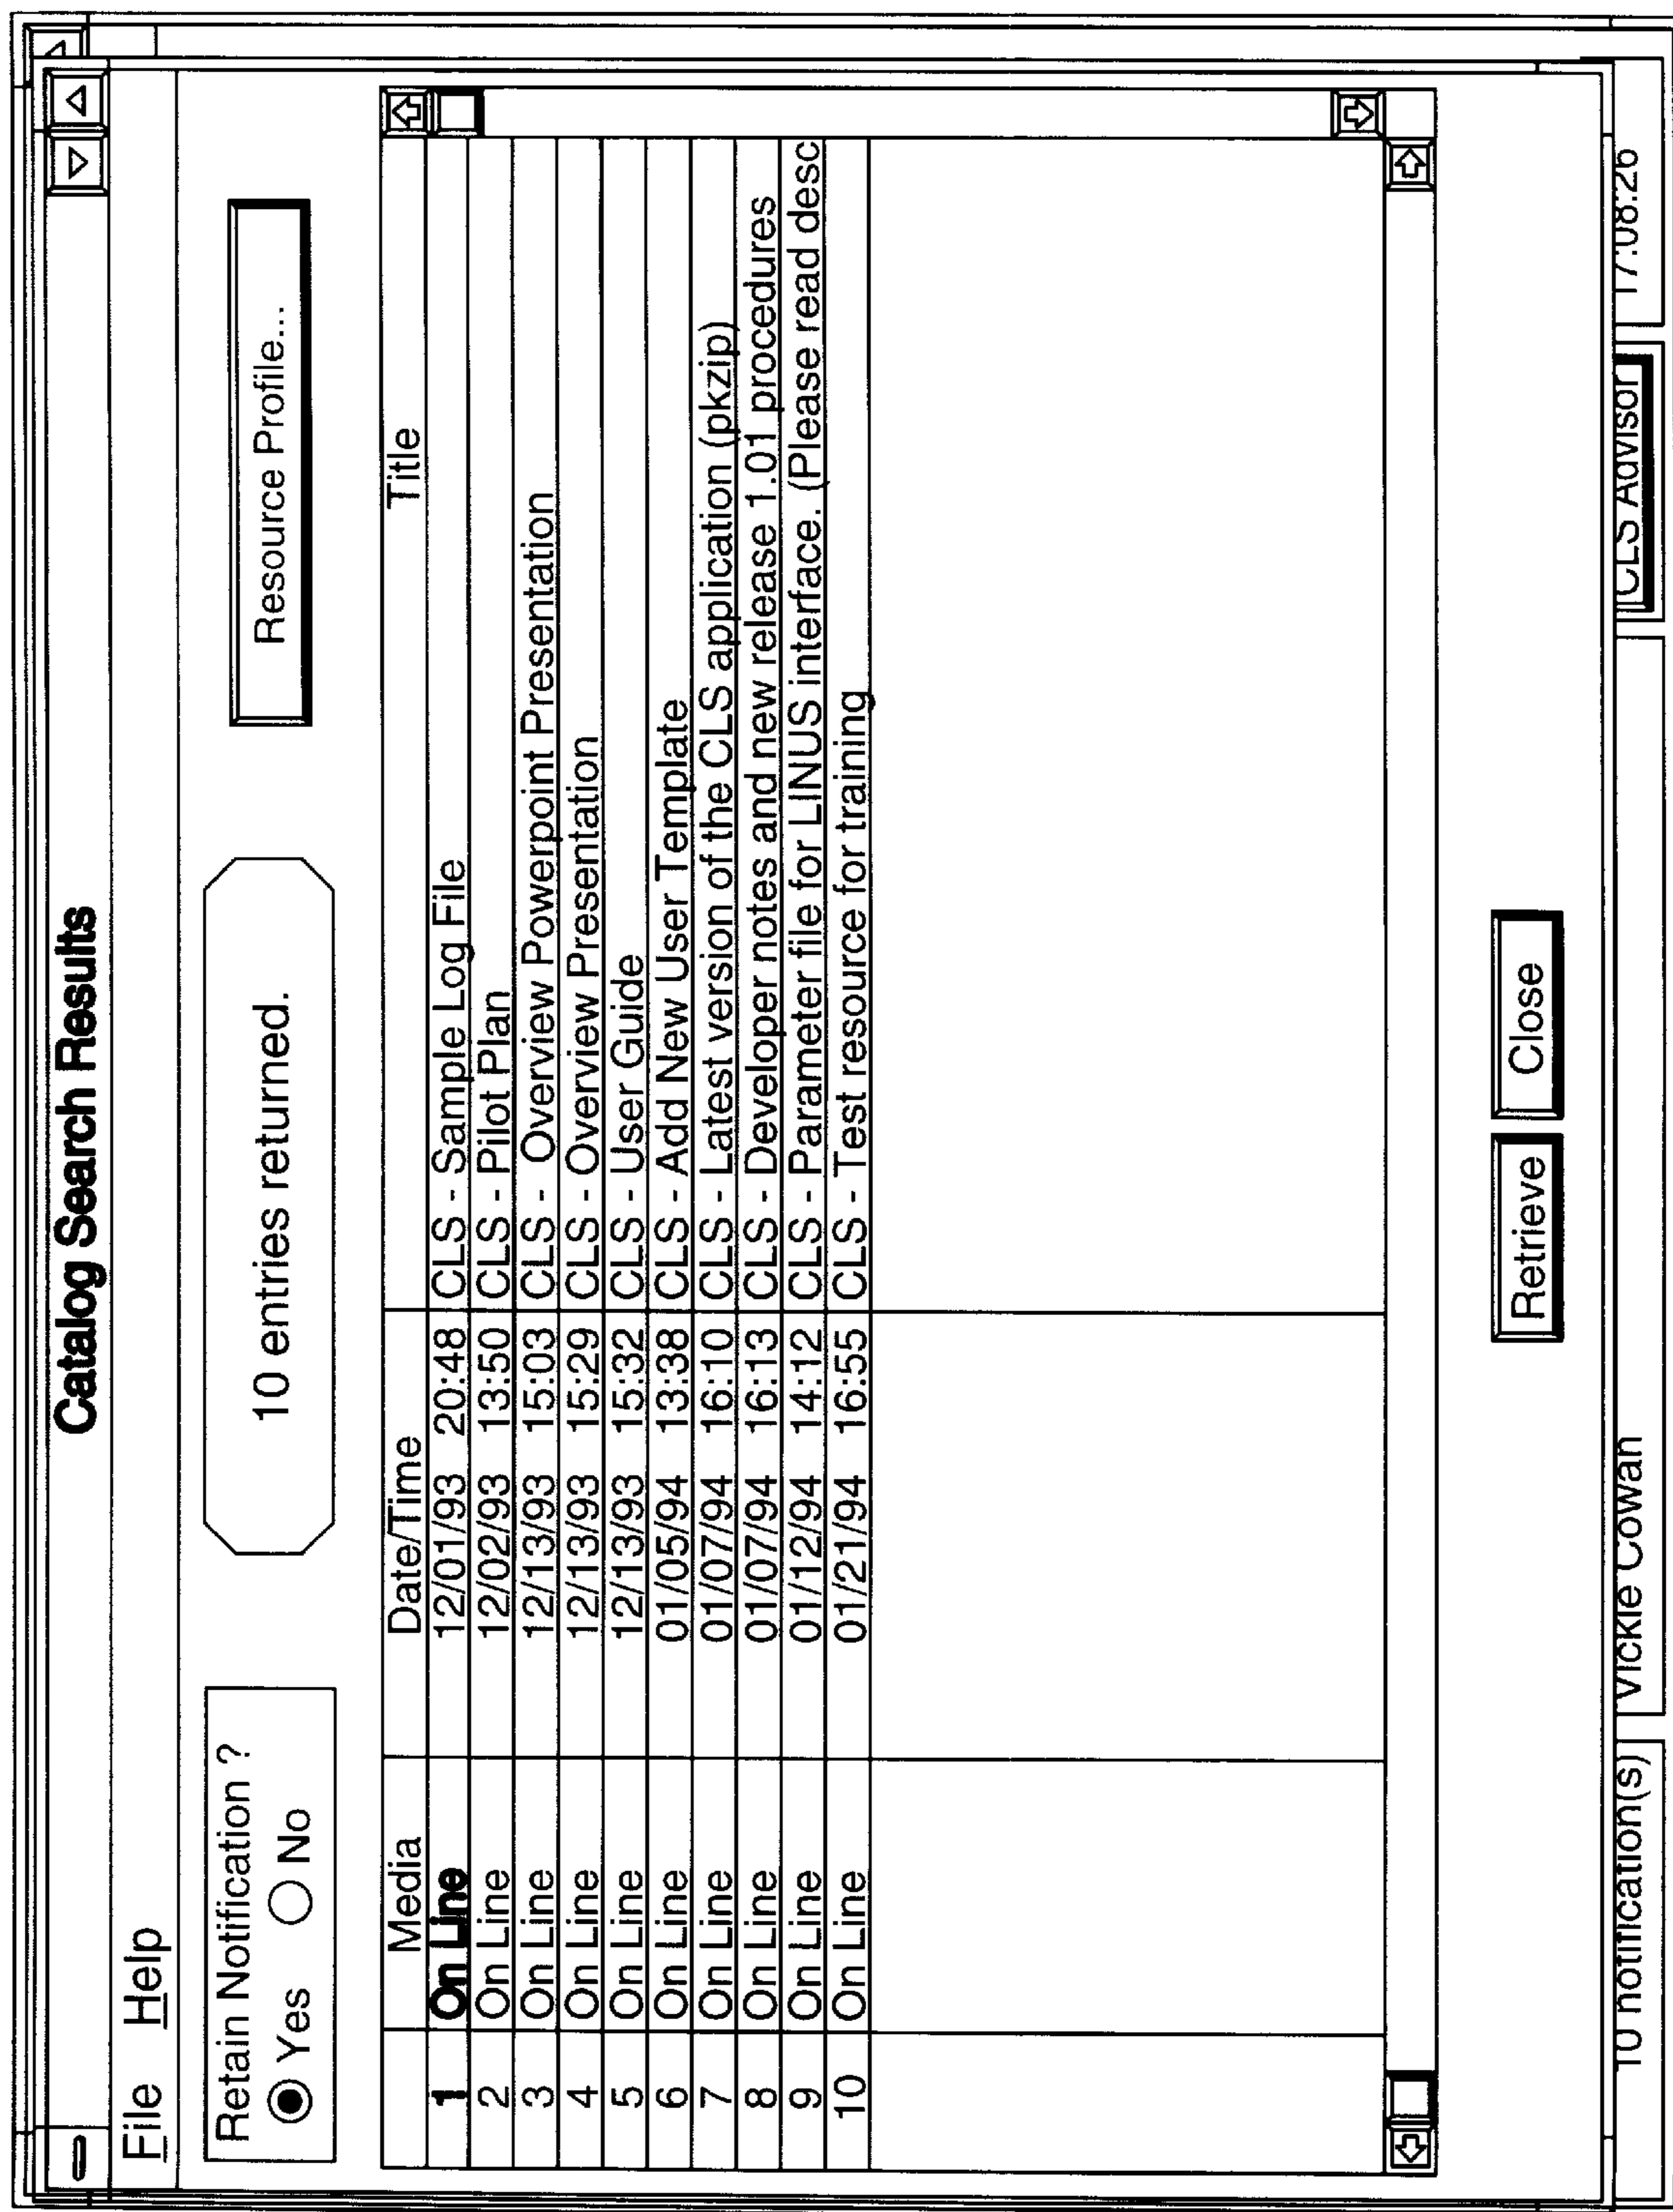 Catalog Search Results
File Help
Retain Notification ?
Yes No
10 entries returned.
Resource Profile...
Media Date/Time Title
1 On Line 12/01/93 20:48 CLS - Sample Log File
2 On Line 12/02/93 13:50 CLS - Pilot Plan
3 On Line 12/13/93 15:03 CLS - Overview Powerpoint Presentation
4 On Line 12/13/93 15:29 CLS - Overview Presentation
5 On Line 12/13/93 15:32 CLS - User Guide
6 On Line 01/05/94 13:38 CLS - Add New User Template
7 On Line 01/07/94 16:10 CLS - Latest version of the CLS application (pkzip)
8 On Line 01/07/94 16:13 CLS - Developer notes and new release 1.01 procedures
9 On Line 01/12/94 14:12 CLS - Parameter file for LINUS interface. (Please read desc
10 On Line 01/21/94 16:55 CLS - Test resource for training
Retrieve Close
10 notification(s) Vickie Cowan CLS Advisor 17:08:26